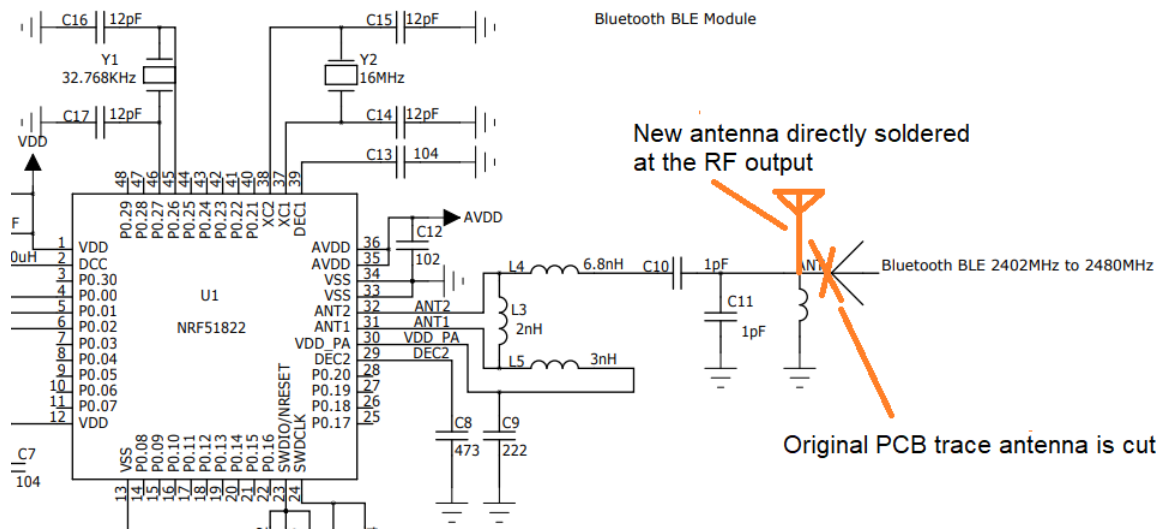 C16 12pF
Y1
32.768KHz
C17 12pF
VDD
C15 12pF
Y2
16MHz
C14 12pF
C13 104
Bluetooth BLE Module
New antenna directly soldered
at the RF output
48 47 46 45 44 43 42 41 40 38 37 39
P0.29 P0.28 P0.27 P0.26 P0.25 P0.24 P0.23 P0.22 P0.21 XC2 XC1 DEC1
F
0uH
1 VDD
2 DCC
3 P0.30
4 P0.00
5 P0.01
6 P0.02
7 P0.03
8 P0.04
9 P0.05
10 P0.06
11 P0.07
12 VDD
U1
NRF51822
AVDD 36
AVDD 35
VSS 34
VSS 33
ANT2 32 ANT2
ANT1 31 ANT1
VDD_PA 30 VDD_PA
DEC2 29 DEC2
P0.20 28
P0.19 27
P0.18 26
P0.17 25
AVDD
C12
102
L4 6.8nH C10 1pF
L3
2nH
L5 3nH
C11
1pF
ANT
Bluetooth BLE 2402MHz to 2480MHz
C8
473
C9
222
Original PCB trace antenna is cut
C7
104
VSS P0.08 P0.09 P0.10 P0.11 P0.12 P0.13 P0.14 P0.15 P0.16 SWDIO/NRESET SWDCLK
13 14 15 16 17 18 19 20 21 22 23 24